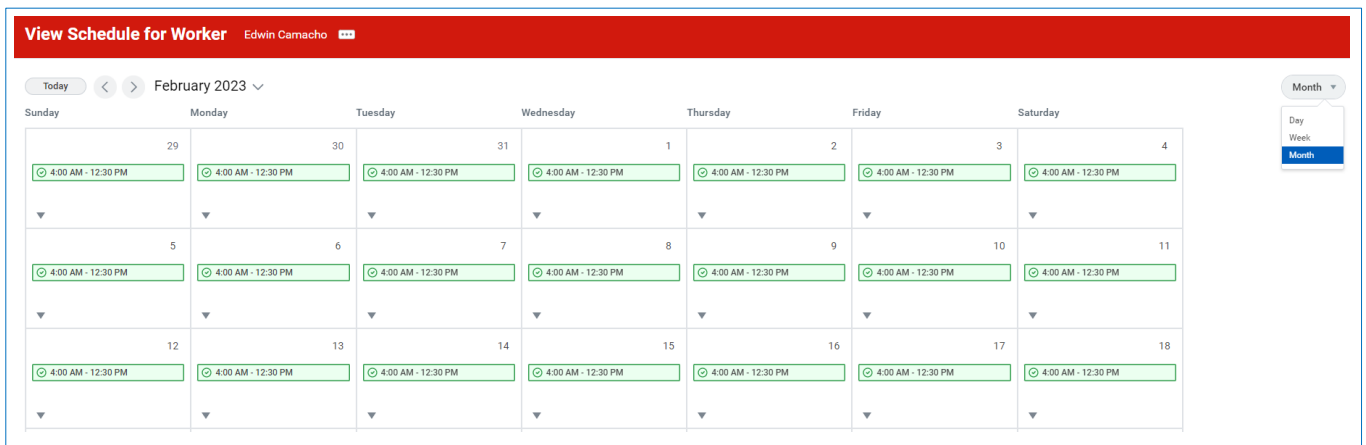 View Schedule for Worker Edwin Camacho
Today February 2023 Month
Sunday Monday Tuesday Wednesday Thursday Friday Saturday
Day
Week
Month
29 30 31 1 2 3 4
4:00 AM - 12:30 PM 4:00 AM - 12:30 PM 4:00 AM - 12:30 PM 4:00 AM - 12:30 PM 4:00 AM - 12:30 PM 4:00 AM - 12:30 PM 4:00 AM - 12:30 PM
5 6 7 8 9 10 11
4:00 AM - 12:30 PM 4:00 AM - 12:30 PM 4:00 AM - 12:30 PM 4:00 AM - 12:30 PM 4:00 AM - 12:30 PM 4:00 AM - 12:30 PM 4:00 AM - 12:30 PM
12 13 14 15 16 17 18
4:00 AM - 12:30 PM 4:00 AM - 12:30 PM 4:00 AM - 12:30 PM 4:00 AM - 12:30 PM 4:00 AM - 12:30 PM 4:00 AM - 12:30 PM 4:00 AM - 12:30 PM